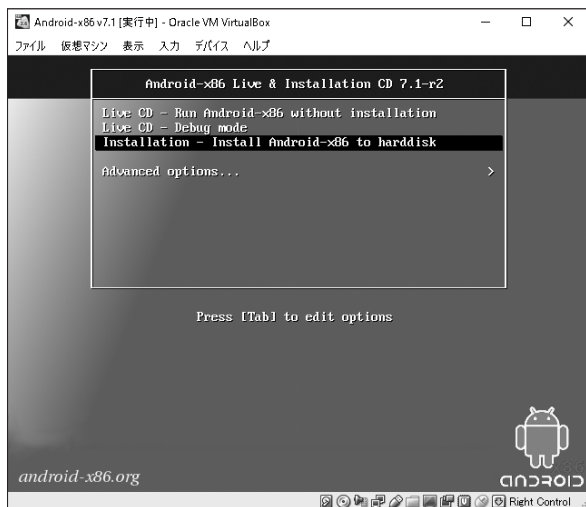 Android-x86 v7.1 [実行中] - Oracle VM VirtualBox
ファイル 仮想マシン 表示 入力 デバイス ヘルプ
Android-x86 Live & Installation CD 7.1-r2
Live CD - Run Android-x86 without installation
Live CD - Debug mode
Installation - Install Android-x86 to harddisk
Advanced options... >
Press [Tab] to edit options
android-x86.org
ANDROID
Right Control